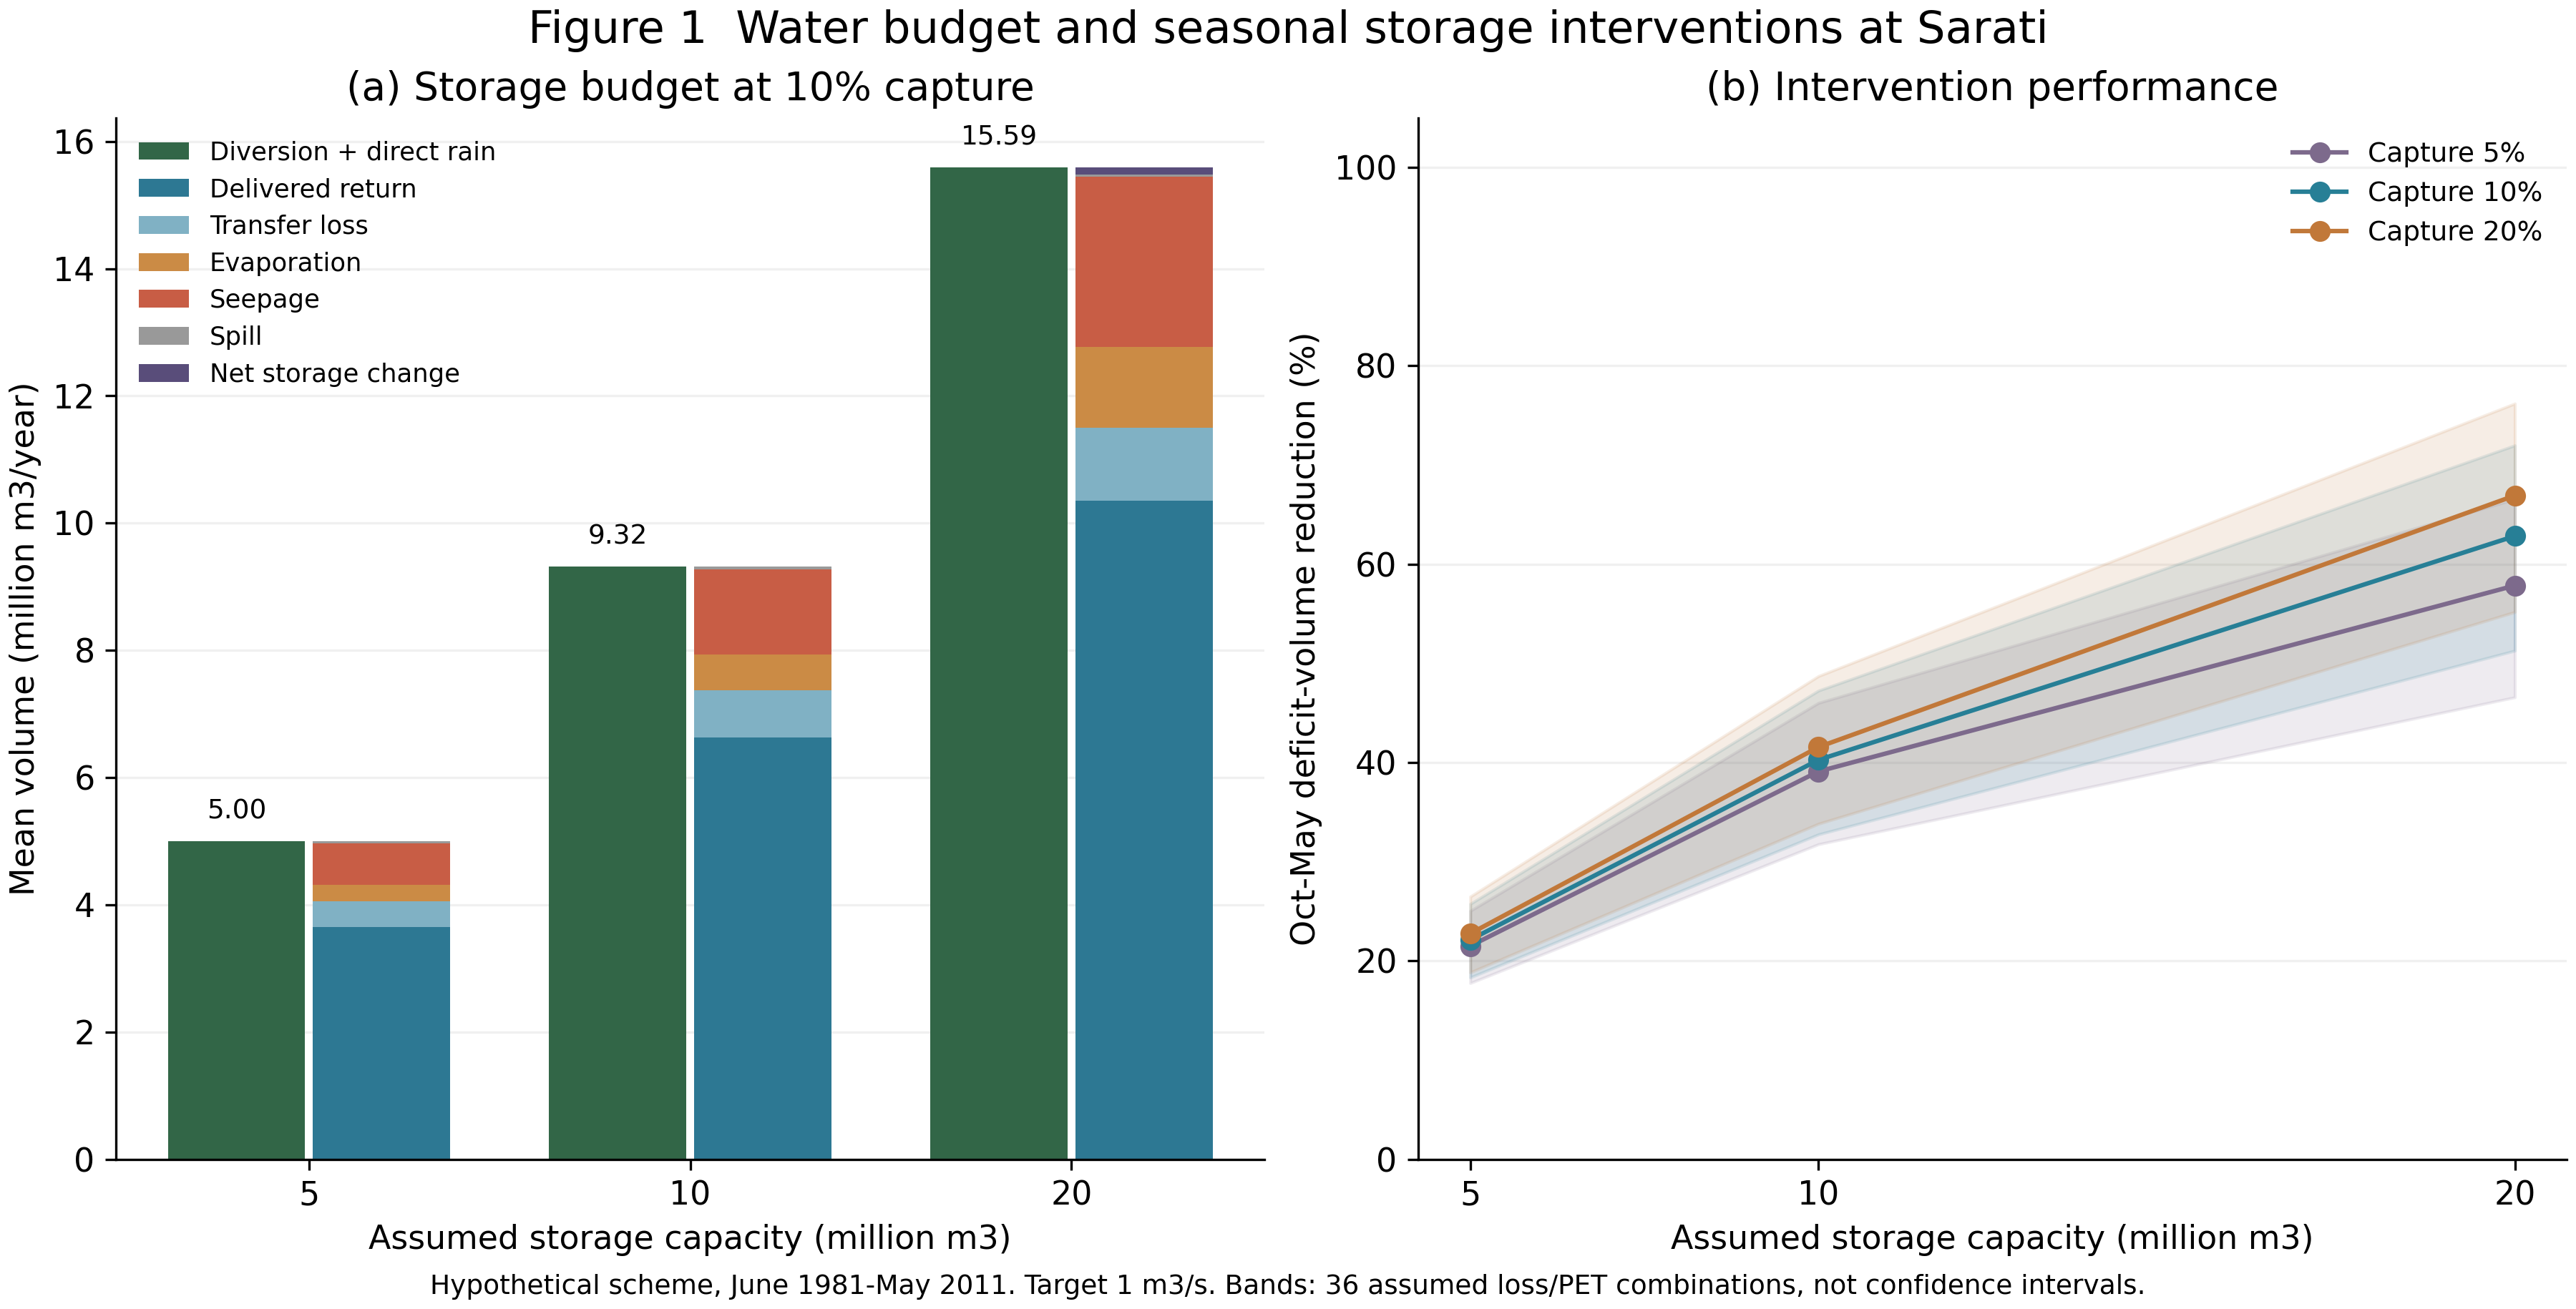 Figure 1  Water budget and seasonal storage interventions at Sarati
(a) Storage budget at 10% capture
Mean volume (million m3/year)
16
14
12
10
8
6
4
2
0
Diversion + direct rain
Delivered return
Transfer loss
Evaporation
Seepage
Spill
Net storage change
5.00
9.32
15.59
5
10
20
Assumed storage capacity (million m3)
(b) Intervention performance
Oct-May deficit-volume reduction (%)
100
80
60
40
20
0
Capture 5%
Capture 10%
Capture 20%
5
10
20
Assumed storage capacity (million m3)
Hypothetical scheme, June 1981-May 2011. Target 1 m3/s. Bands: 36 assumed loss/PET combinations, not confidence intervals.